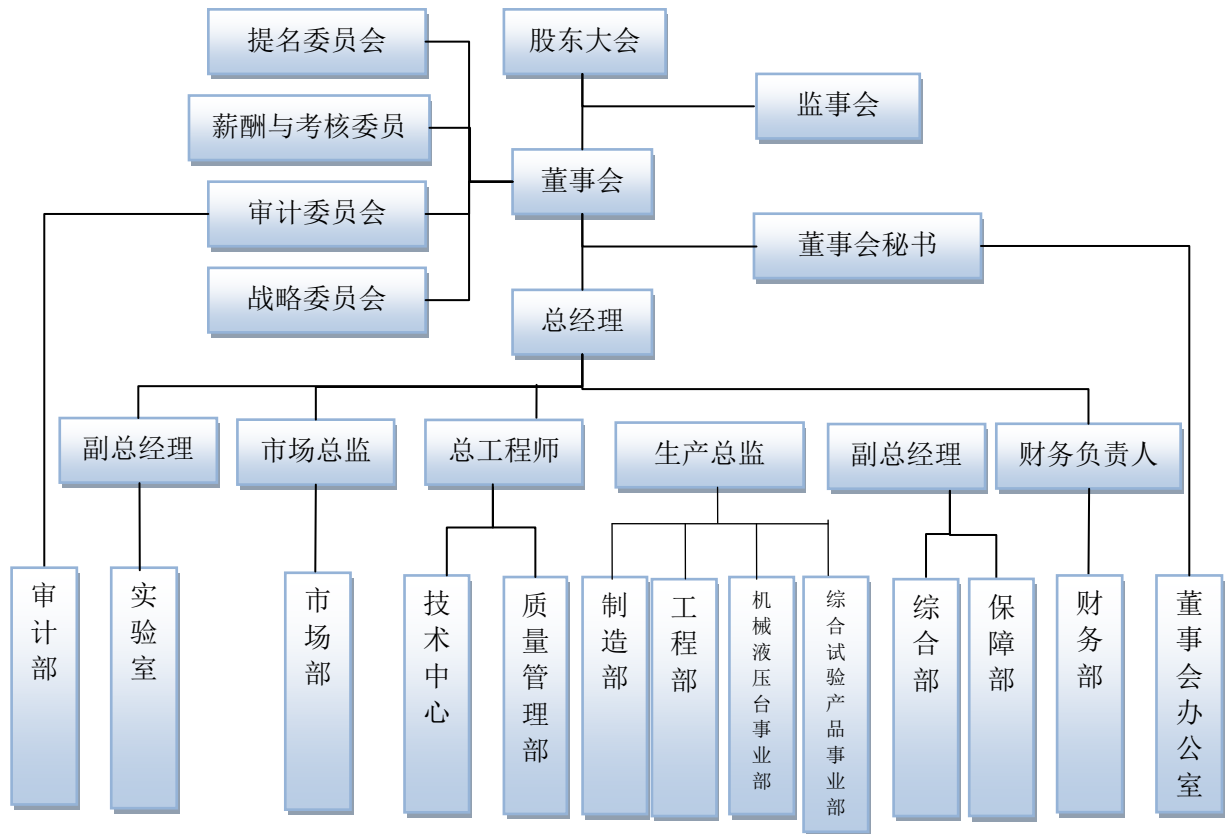 提名委员会
股东大会
监事会
薪酬与考核委员
董事会
审计委员会
董事会秘书
战略委员会
总经理
副总经理
市场总监
总工程师
生产总监
副总经理
财务负责人
审计部
实验室
市场部
技术中心
质量管理部
制造部
工程部
机械液压台事业部
综合试验产品事业部
综合部
保障部
财务部
董事会办公室